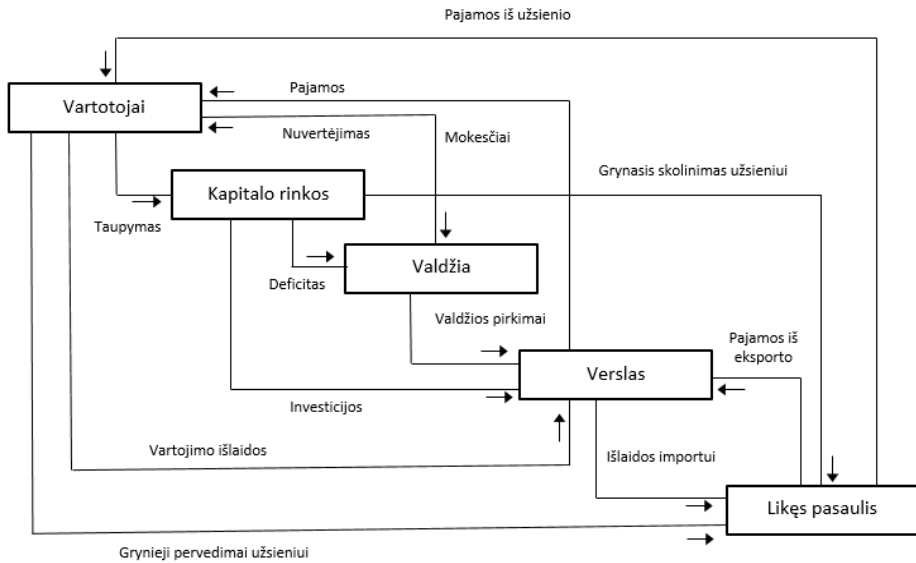 Pajamos iš užsienio
Vartotojai
Pajamos
Nuvertėjimas
Mokesčiai
Kapitalo rinkos
Grynasis skolinimas užsieniui
Taupymas
Valdžia
Deficitas
Valdžios pirkimai
Pajamos iš
eksporto
Verslas
Investicijos
Vartojimo išlaidos
Išlaidos importui
Likęs pasaulis
Grynieji pervedimai užsieniui